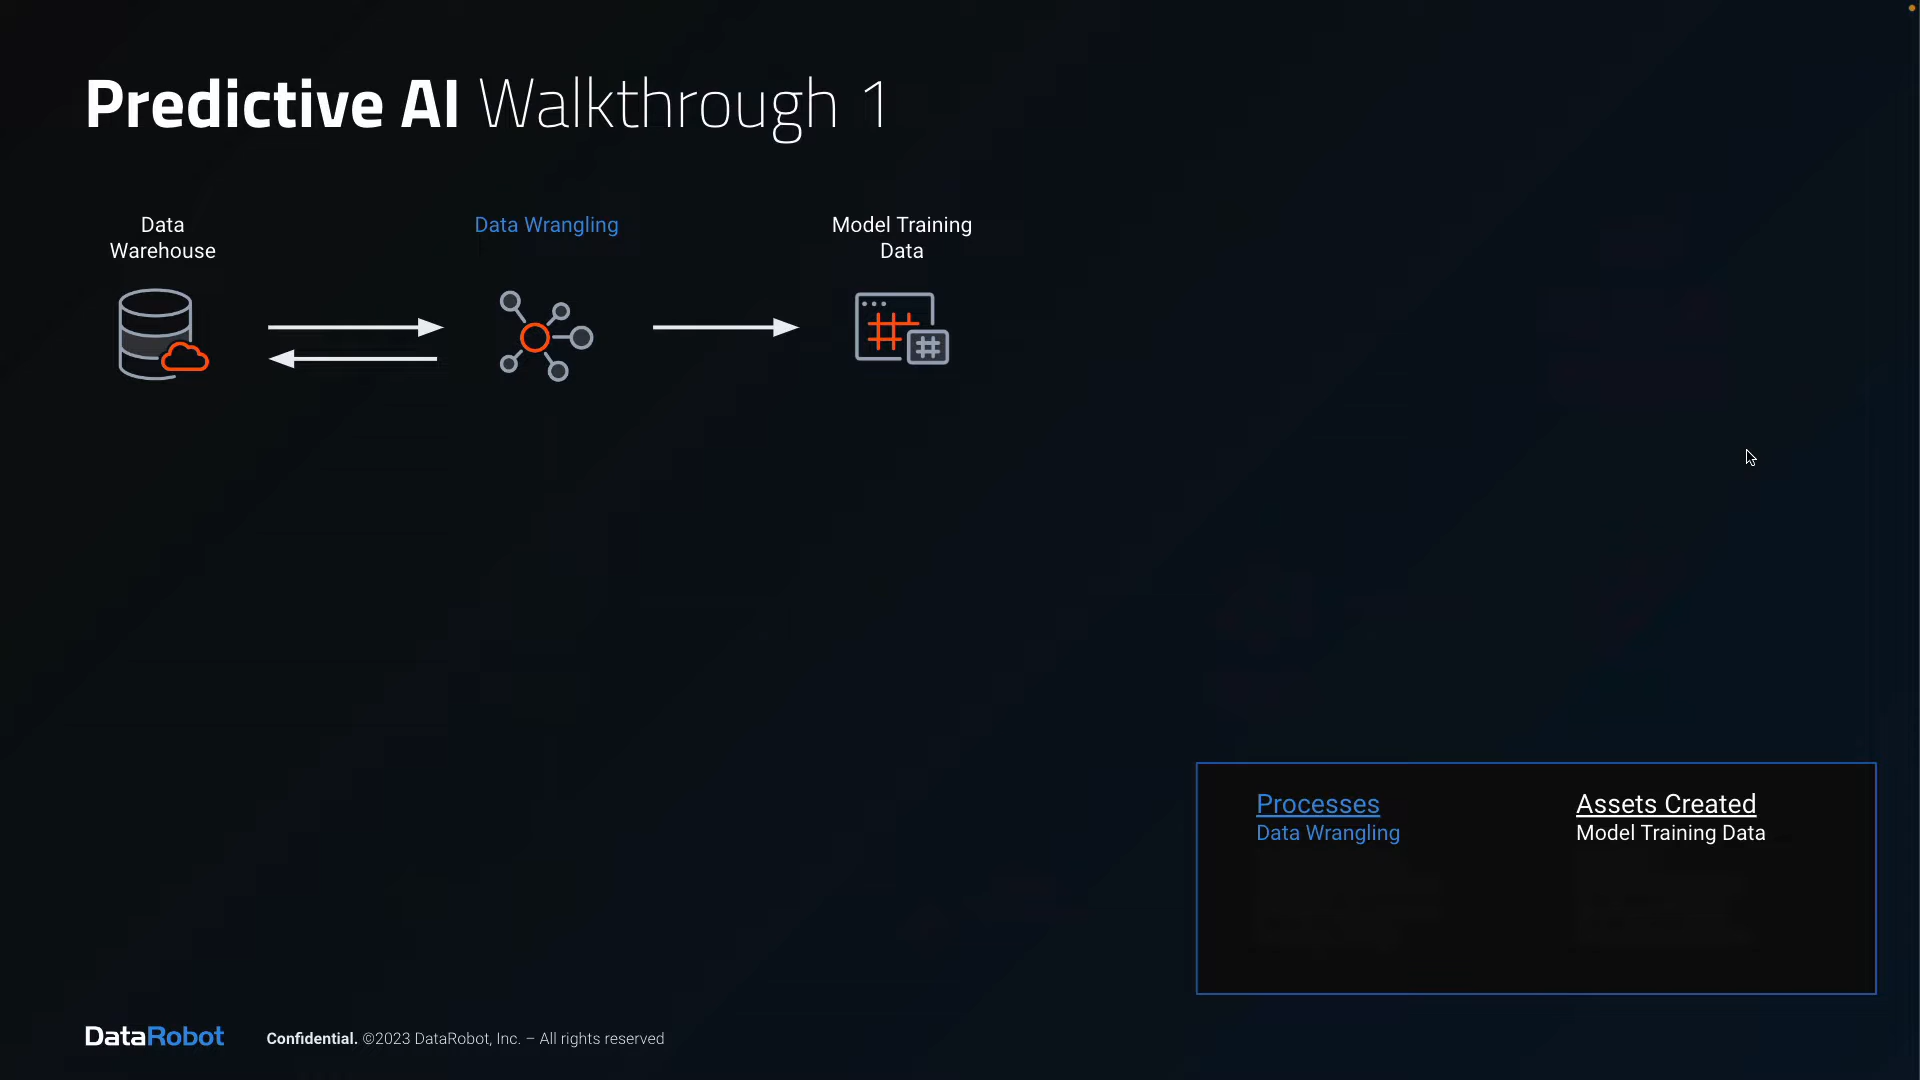 Predictive AI Walkthrough 1
Data
Warehouse
Data Wrangling
Model Training
Data
Processes
Data Wrangling
Assets Created
Model Training Data
DataRobot
Confidential. ©2023 DataRobot, Inc. – All rights reserved